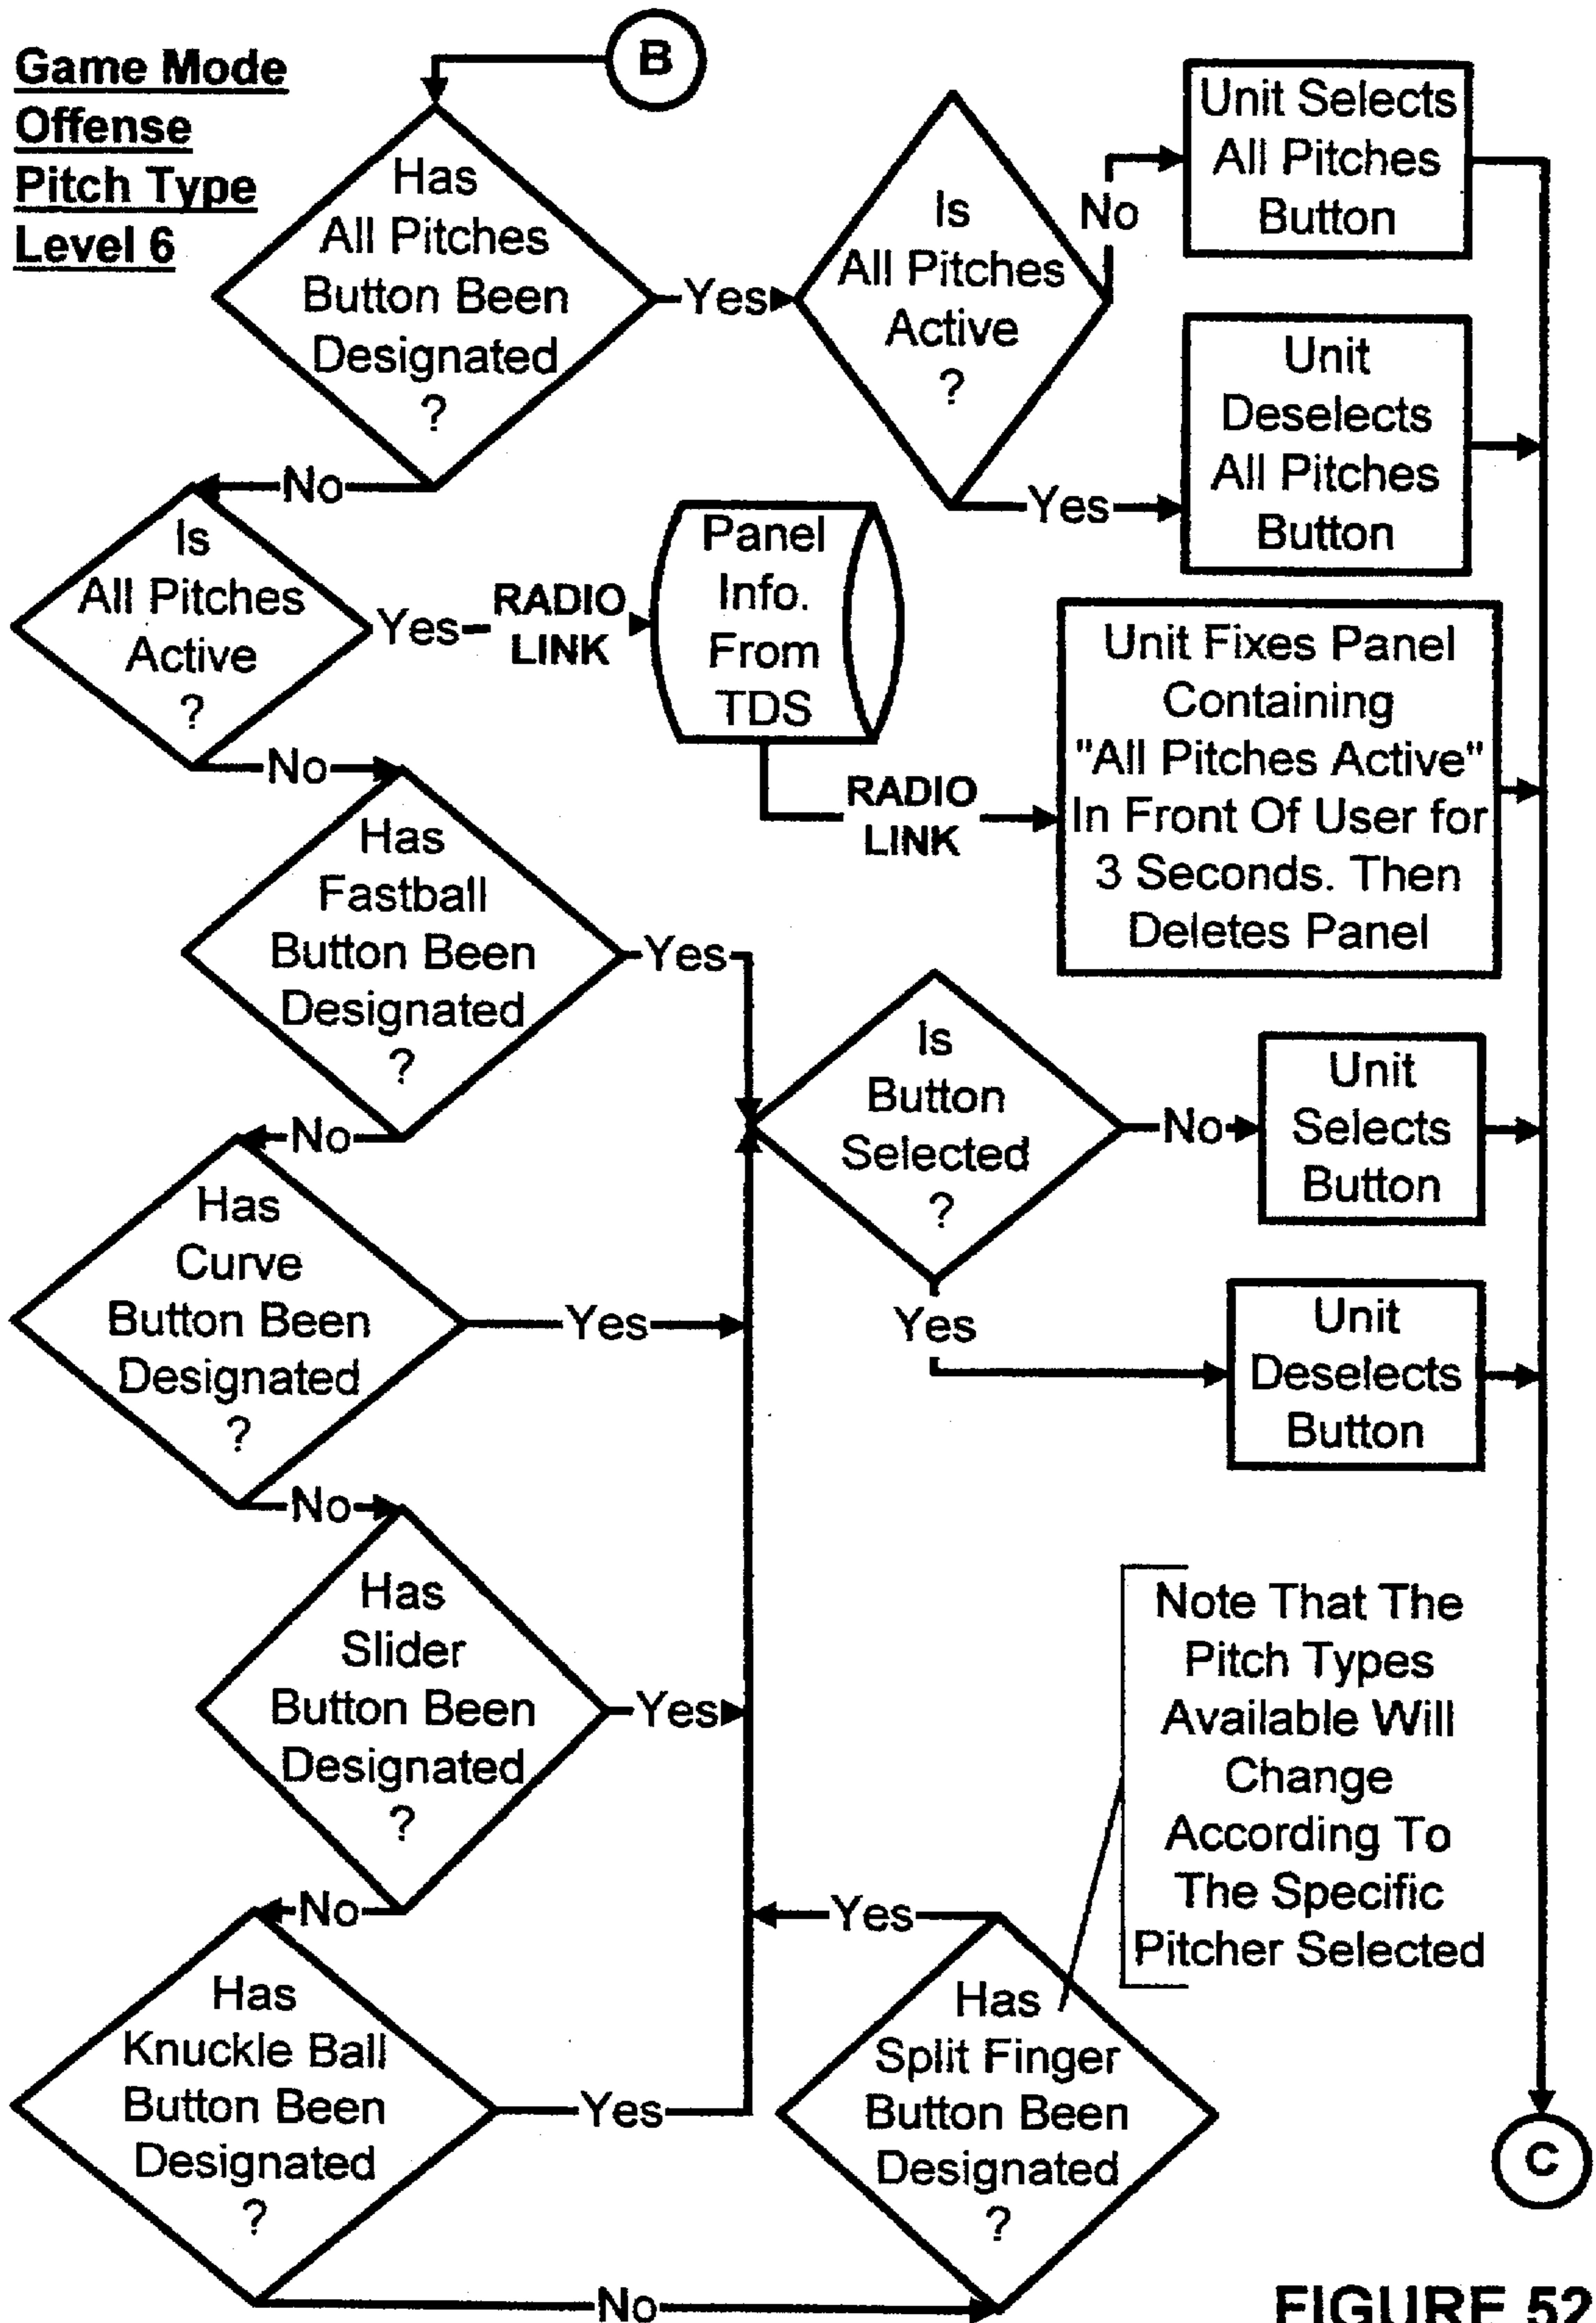 Game Mode
Offense
Pitch Type
Level 6
B
Has
All Pitches
Button Been
Designated
?
Yes
Is
All Pitches
Active
?
No
Unit Selects
All Pitches
Button
Yes
Unit
Deselects
All Pitches
Button
No
Is
All Pitches
Active
?
Yes
RADIO
LINK
Panel
Info.
From
TDS
RADIO
LINK
Unit Fixes Panel
Containing
"All Pitches Active"
In Front Of User for
3 Seconds. Then
Deletes Panel
No
Has
Fastball
Button Been
Designated
?
Yes
Is
Button
Selected
?
No
Unit
Selects
Button
Yes
Unit
Deselects
Button
No
Has
Curve
Button Been
Designated
?
Yes
No
Has
Slider
Button Been
Designated
?
Yes
No
Has
Knuckle Ball
Button Been
Designated
?
Yes
No
Has
Split Finger
Button Been
Designated
?
Yes
Note That The
Pitch Types
Available Will
Change
According To
The Specific
Pitcher Selected
C
FIGURE 52